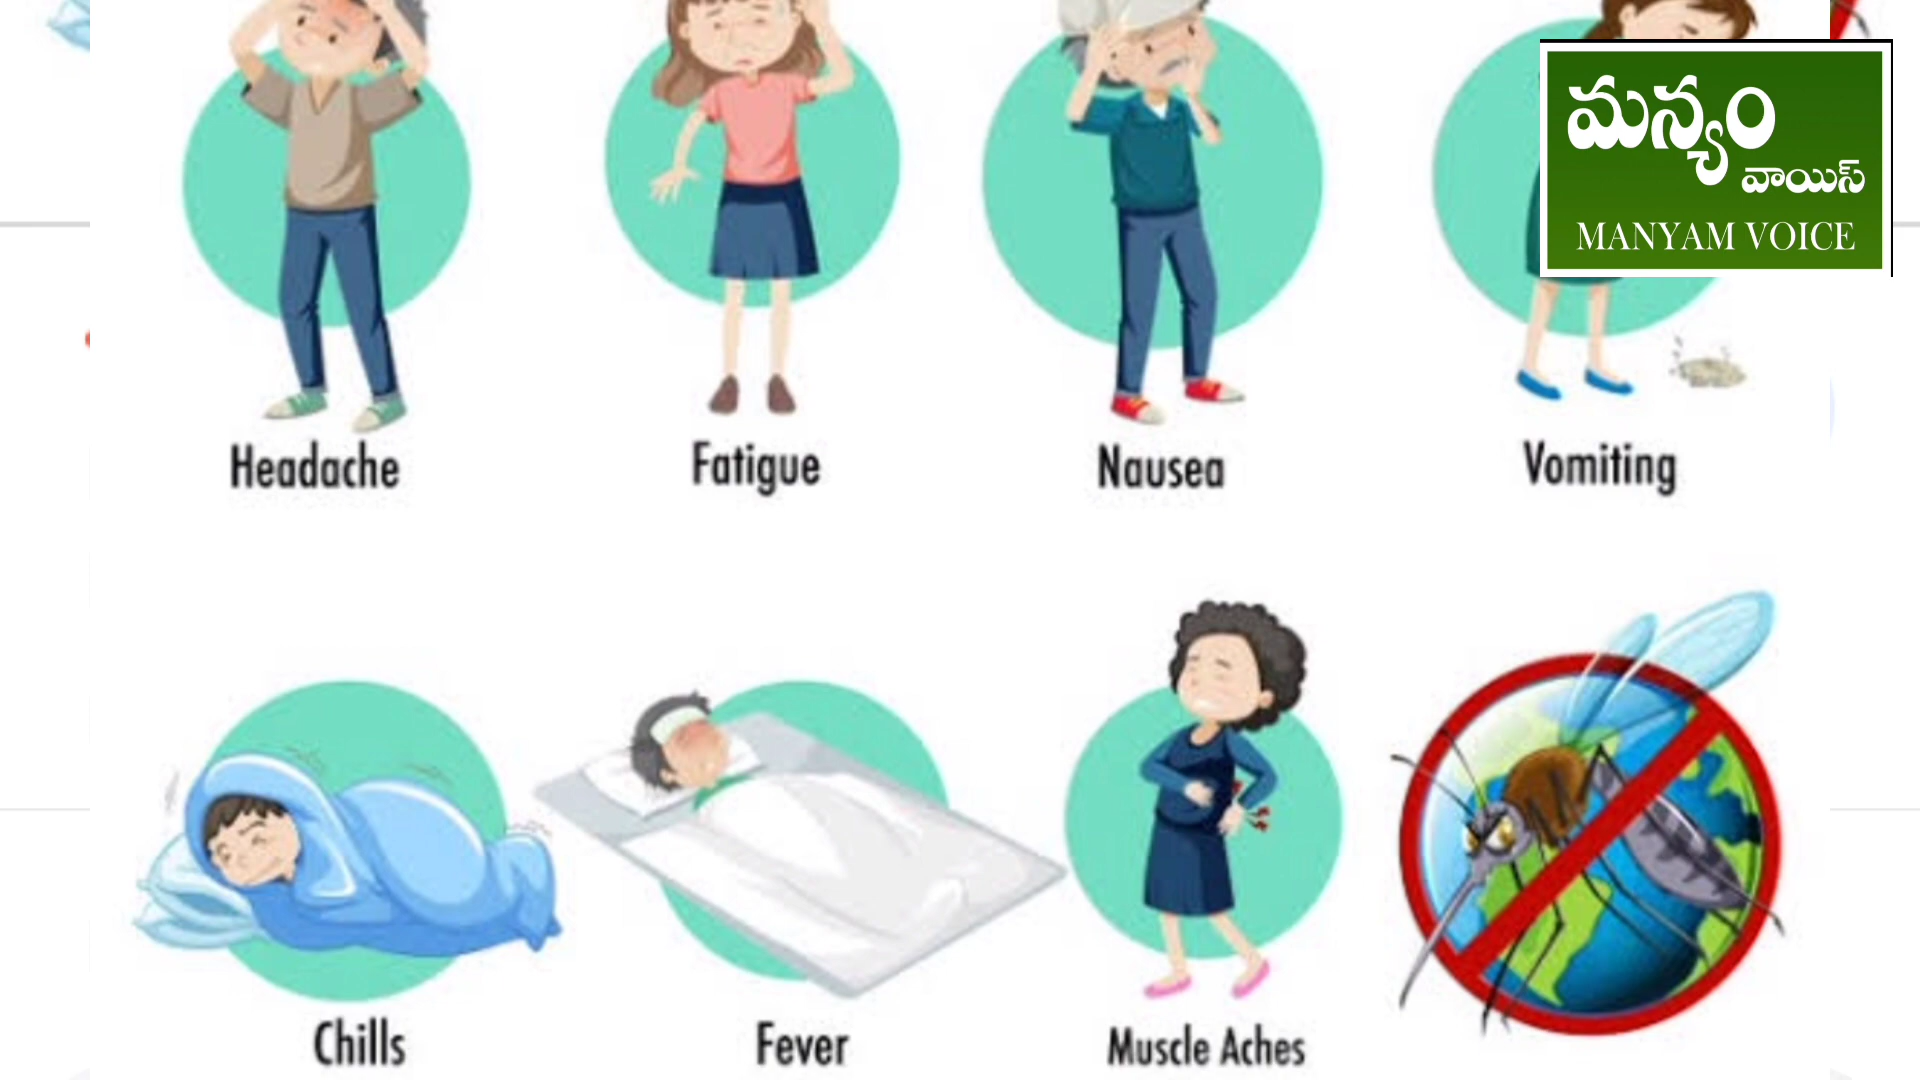 మన్యం
వాయిస్
MANYAM VOICE
Headache
Fatigue
Nausea
Vomiting
Chills
Fever
Muscle Aches